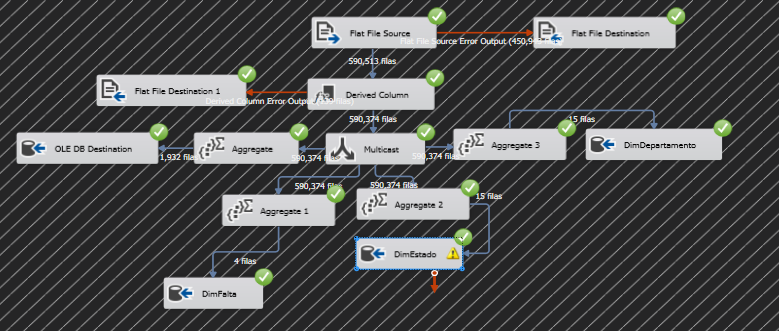 Flat File Source
Flat File Destination
Flat File Source Error Output (450,94
590,513 filas
Flat File Destination 1
Derived Column
Derived Column Error Output
filas)
590,374 filas
15 filas
OLE DB Destination
1,932 filas
Aggregate
590,374 filas
Multicast
590,374 filas
Aggregate 3
DimDepartamento
590,374 filas
590,374 filas
15 filas
Aggregate 1
Aggregate 2
4 filas
DimEstado
DimFalta